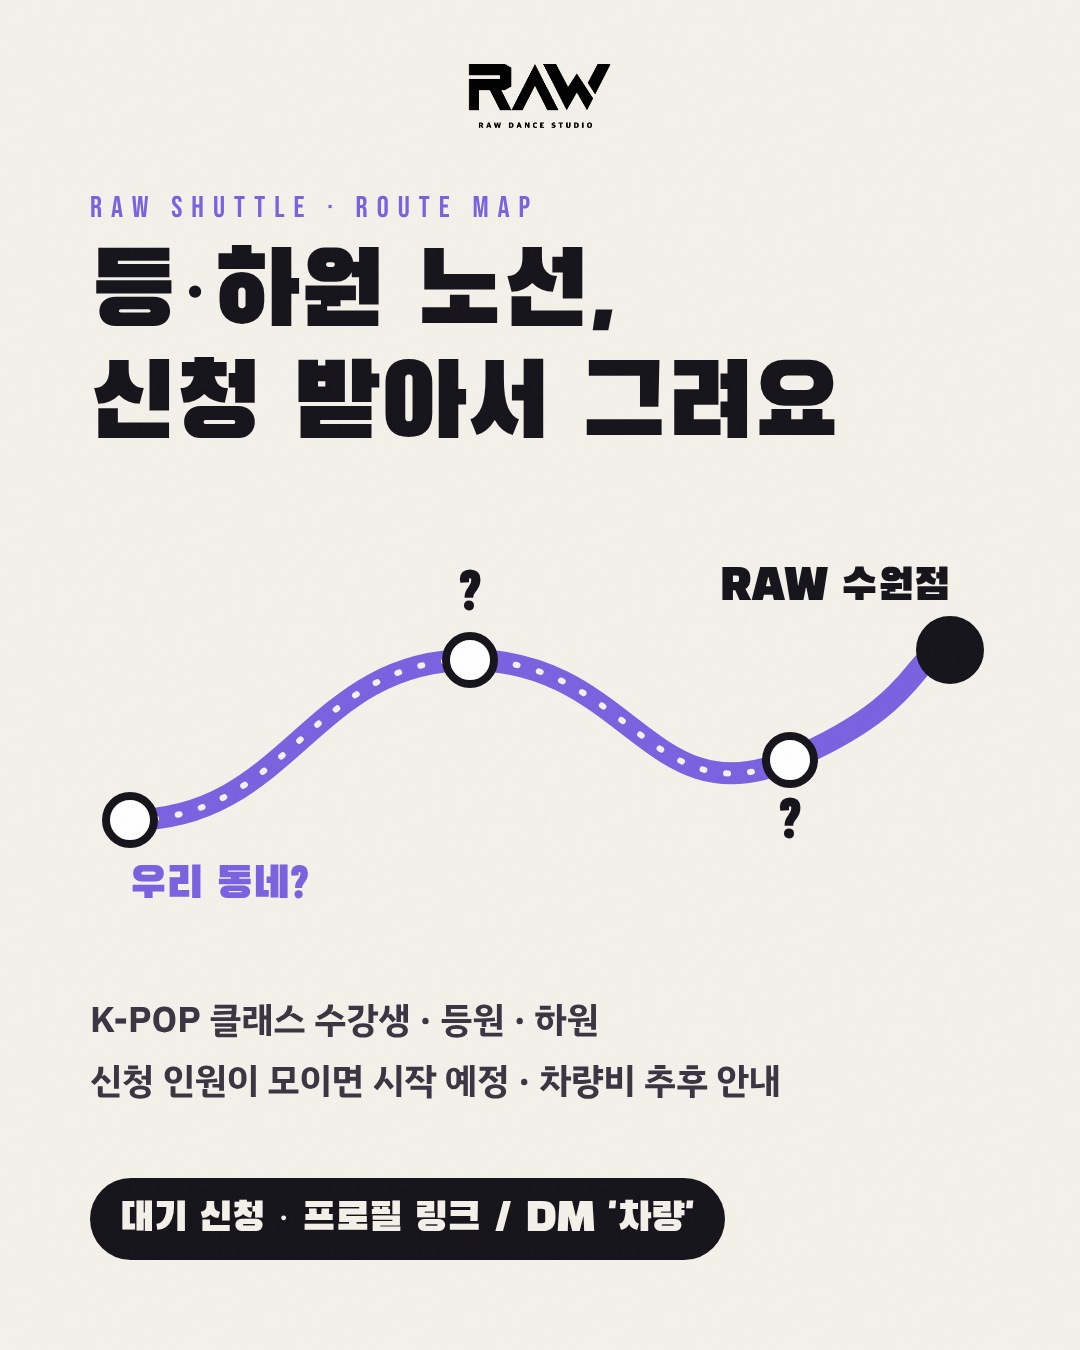 RAW
RAW DANCE STUDIO
RAW SHUTTLE · ROUTE MAP
등·하원 노선,
신청 받아서 그려요
?
RAW 수원점
?
우리 동네?
K-POP 클래스 수강생 · 등원 · 하원
신청 인원이 모이면 시작 예정 · 차량비 추후 안내
대기 신청 · 프로필 링크 / DM ‘차량’